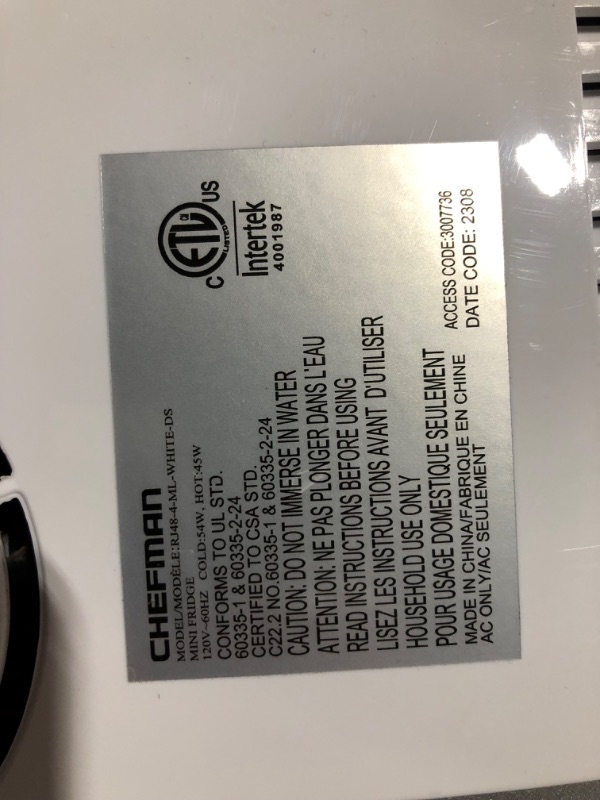 CHEFMAN
MODEL/MODÈLE:RJ48-4-ML-WHITE-DS
MINI FRIDGE
120V~60HZ COLD:54W, HOT:45W
CONFORMS TO UL STD.
60335-1 & 60335-2-24
CERTIFIED TO CSA STD.
C22.2 NO.60335-1 & 60335-2-24
CAUTION: DO NOT IMMERSE IN WATER
ATTENTION: NE PAS PLONGER DANS L'EAU
READ INSTRUCTIONS BEFORE USING
LISEZ LES INSTRUCTIONS AVANT D'UTILISER
HOUSEHOLD USE ONLY
POUR USAGE DOMESTIQUE SEULEMENT
MADE IN CHINA/FABRIQUE EN CHINE
AC ONLY/AC SEULEMENT
C ETL US
LISTED
Intertek
4001987
ACCESS CODE:3007736
DATE CODE: 2308